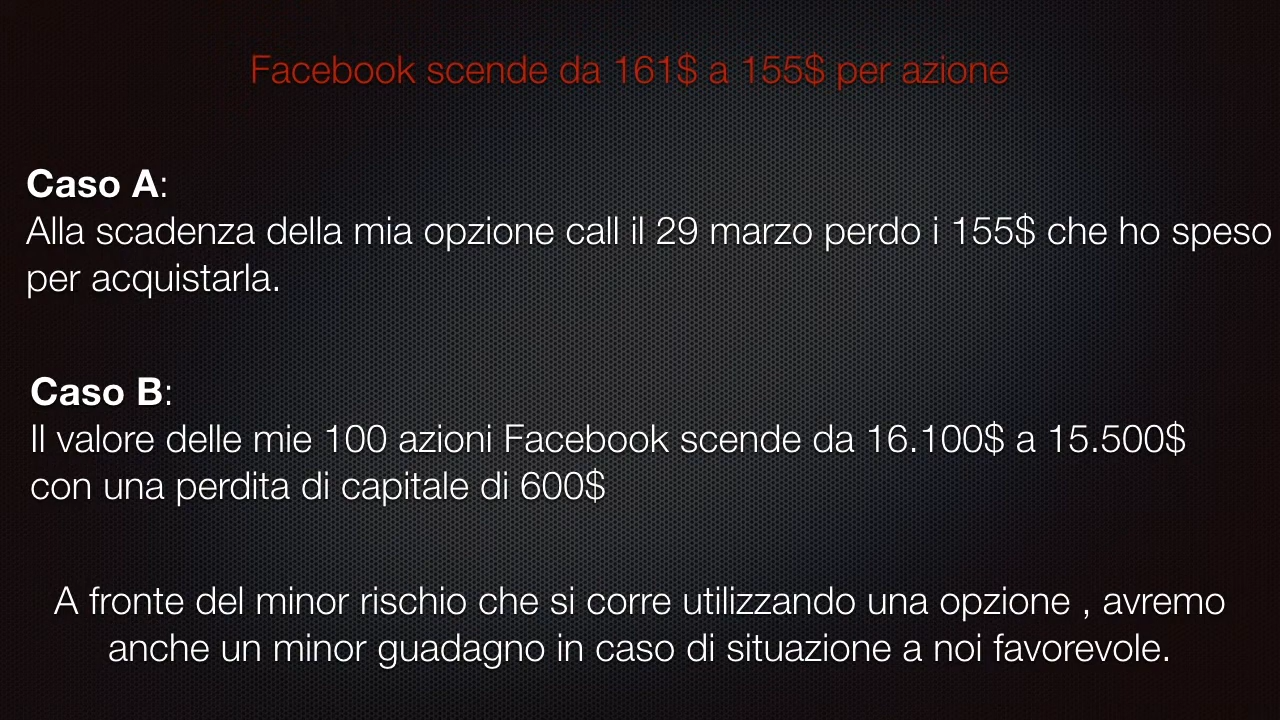 Facebook scende da 161$ a 155$ per azione
Caso A:
Alla scadenza della mia opzione call il 29 marzo perdo i 155$ che ho speso
per acquistarla.
Caso B:
Il valore delle mie 100 azioni Facebook scende da 16.100$ a 15.500$
con una perdita di capitale di 600$
A fronte del minor rischio che si corre utilizzando una opzione , avremo
anche un minor guadagno in caso di situazione a noi favorevole.